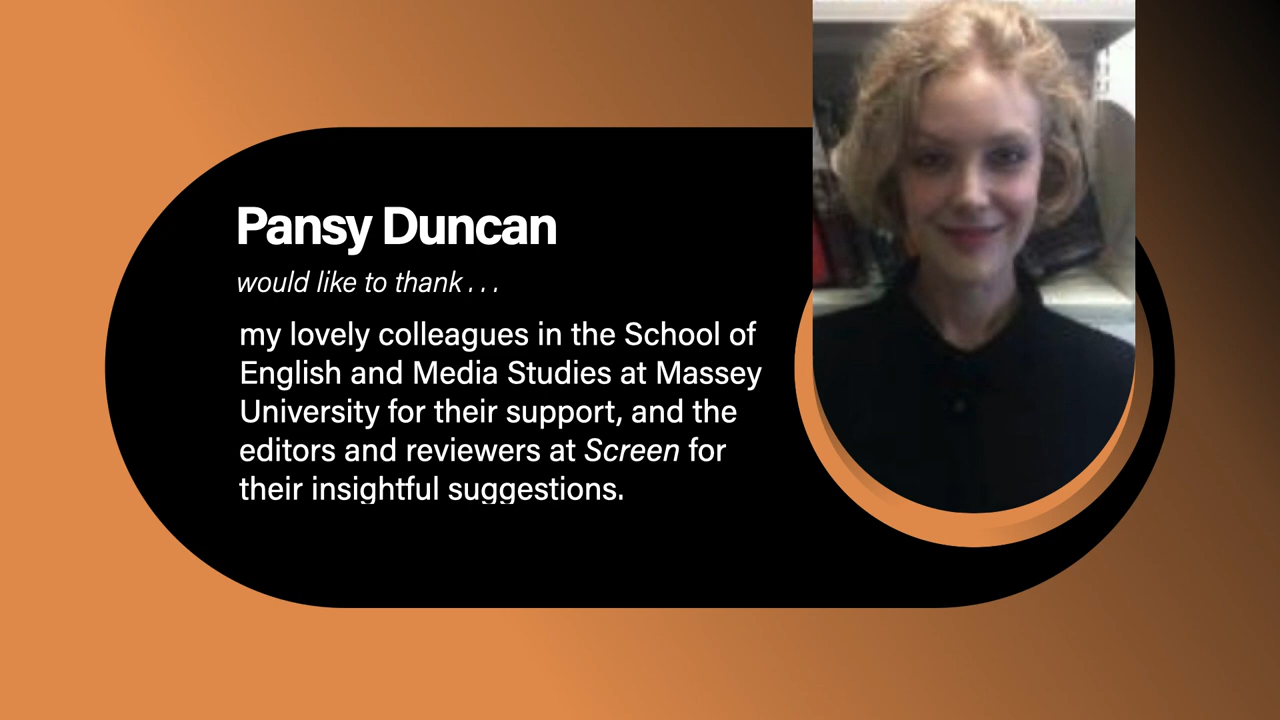 Pansy Duncan
would like to thank . . .
my lovely colleagues in the School of
English and Media Studies at Massey
University for their support, and the
editors and reviewers at Screen for
their insightful suggestions.